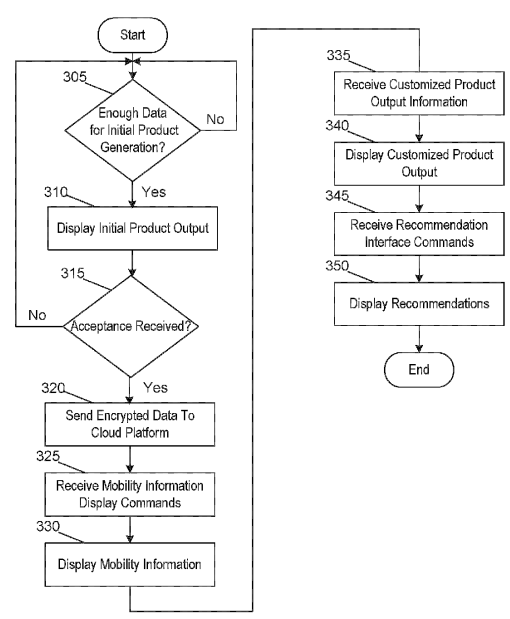 Start
305
Enough Data
for Initial Product
Generation?
No
Yes
310
Display Initial Product Output
315
No
Acceptance Received?
Yes
320
Send Encrypted Data To
Cloud Platform
325
Receive Mobility Information
Display Commands
330
Display Mobility Information
335
Receive Customized Product
Output Information
340
Display Customized Product
Output
345
Receive Recommendation
Interface Commands
350
Display Recommendations
End